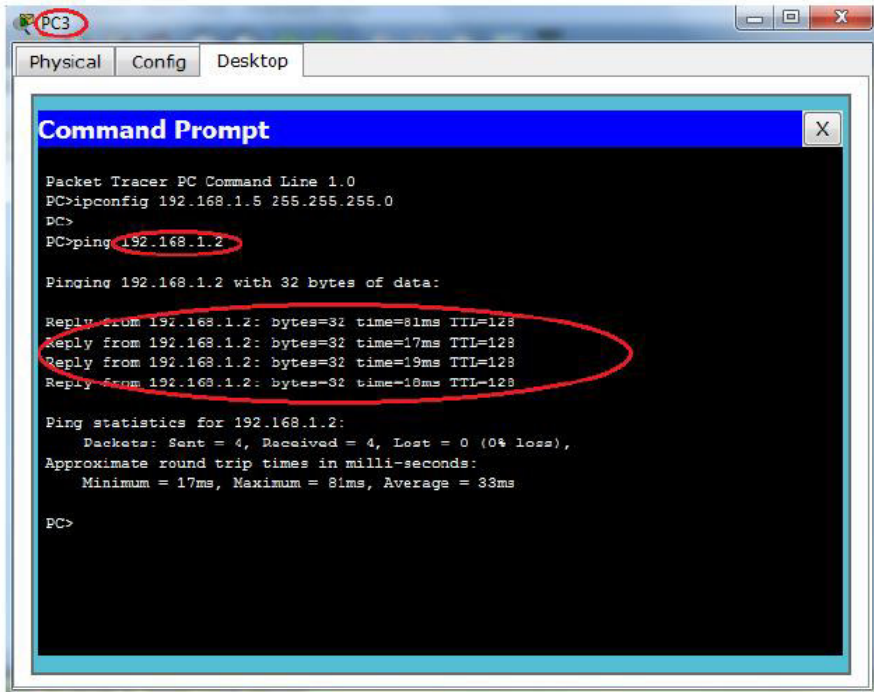 PC3
X
Physical Config Desktop
Command Prompt
X
Packet Tracer PC Command Line 1.0
PC>ipconfig 192.168.1.5 255.255.255.0
PC>
PC>ping 192.168.1.2
Pinging 192.168.1.2 with 32 bytes of data:
Reply from 192.168.1.2: bytes=32 time=81ms TTL=128
Reply from 192.168.1.2: bytes=32 time=17ms TTL=128
Reply from 192.168.1.2: bytes=32 time=19ms TTL=128
Reply from 192.168.1.2: bytes=32 time=18ms TTL=128
Ping statistics for 192.168.1.2:
Packets: Sent = 4, Received = 4, Lost = 0 (0% loss),
Approximate round trip times in milli-seconds:
Minimum = 17ms, Maximum = 81ms, Average = 33ms
PC>